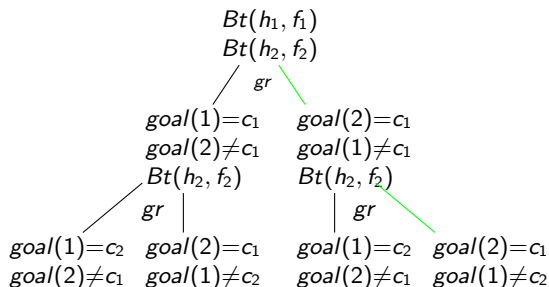 Bt(h₁, f₁)
Bt(h₂, f₂)
gr
goal(1)=c₁ goal(2)=c₁
goal(2)≠c₁ goal(1)≠c₁
Bt(h₂, f₂) Bt(h₂, f₂)
gr gr
goal(1)=c₂ goal(2)=c₁ goal(1)=c₂ goal(2)=c₁
goal(2)≠c₁ goal(1)≠c₂ goal(2)≠c₁ goal(1)≠c₂